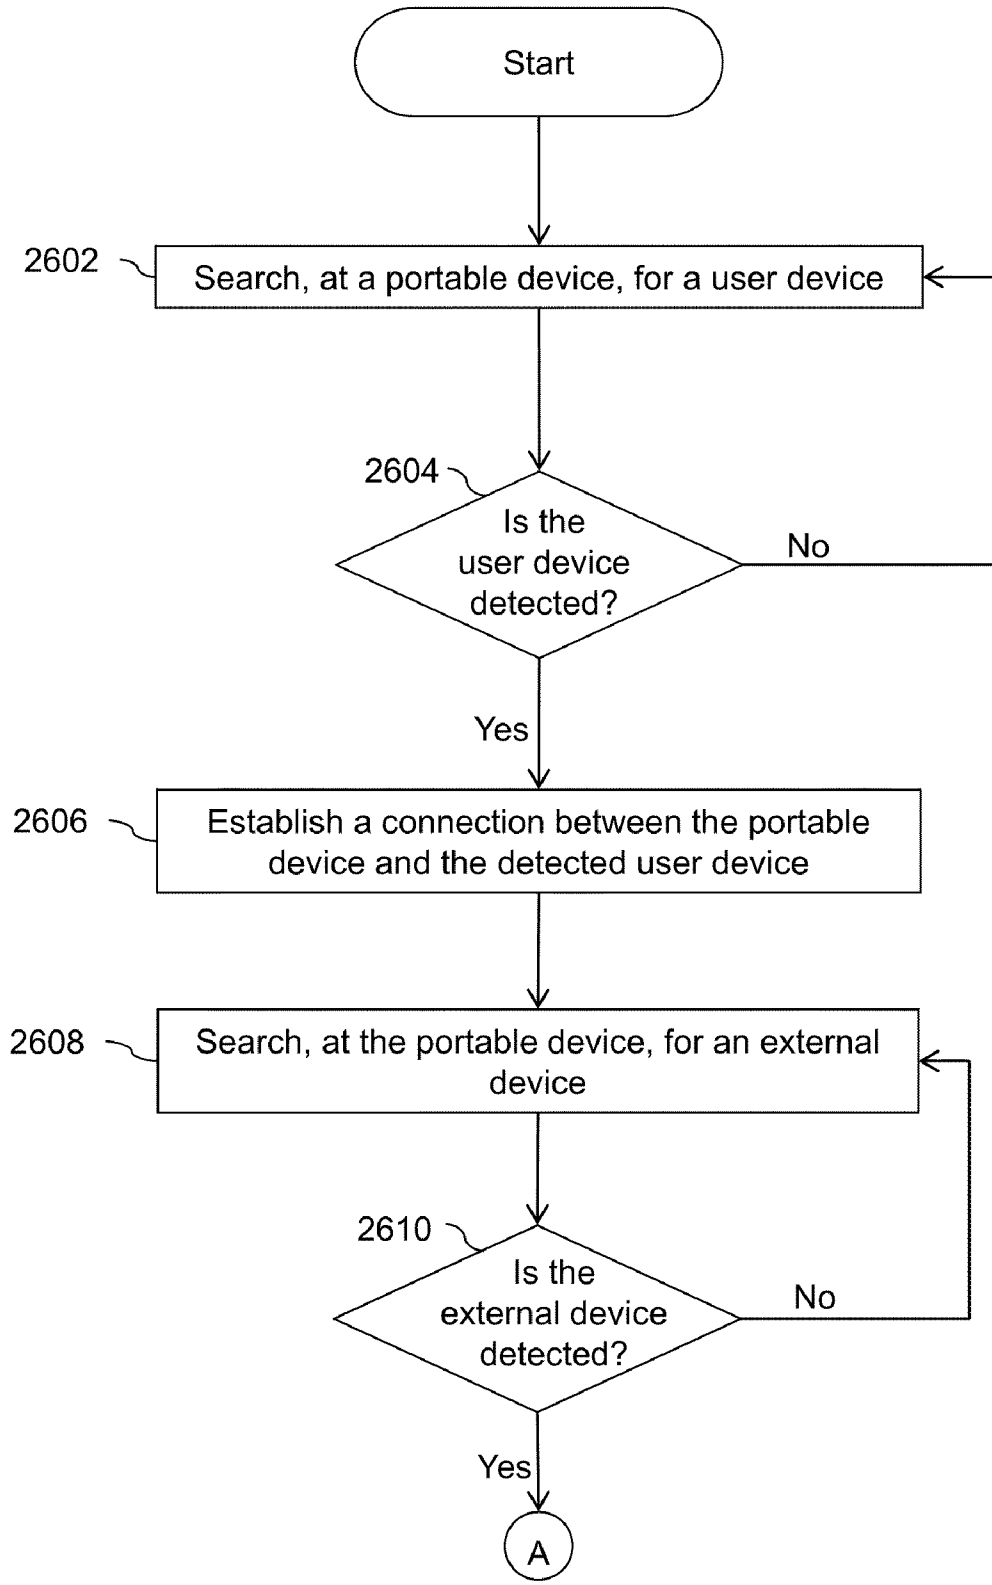 Start
2602
Search, at a portable device, for a user device
2604
Is the
user device
detected?
No
Yes
2606
Establish a connection between the portable
device and the detected user device
2608
Search, at the portable device, for an external
device
2610
Is the
external device
detected?
No
Yes
A